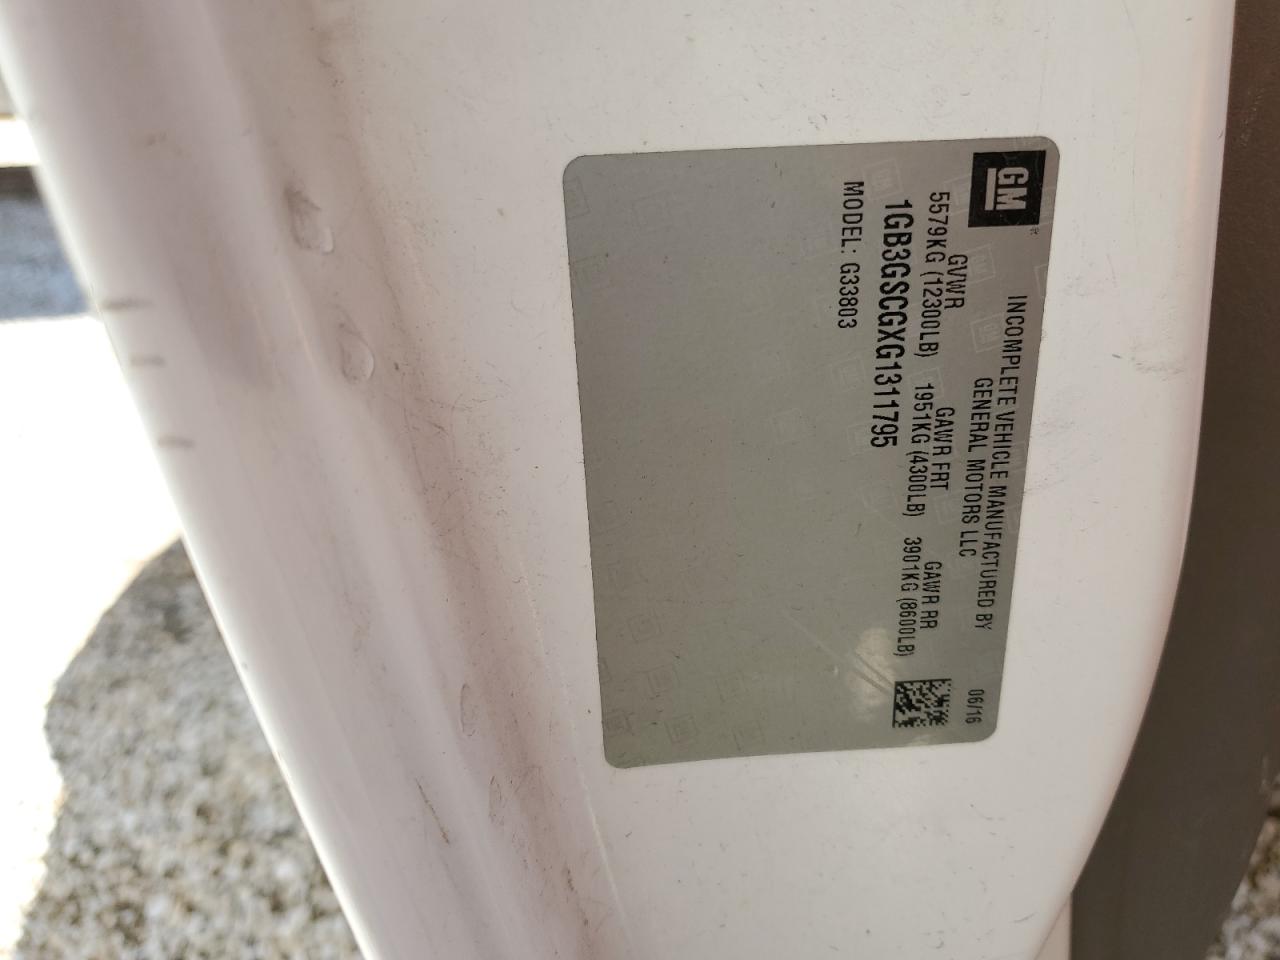 GM
INCOMPLETE VEHICLE MANUFACTURED BY
GENERAL MOTORS LLC
06/16
GVWR GAWR FRT GAWR RR
5579KG (12300LB) 1951KG (4300LB) 3901KG (8600LB)
1GB3GSCGXG1311795
MODEL: G33803